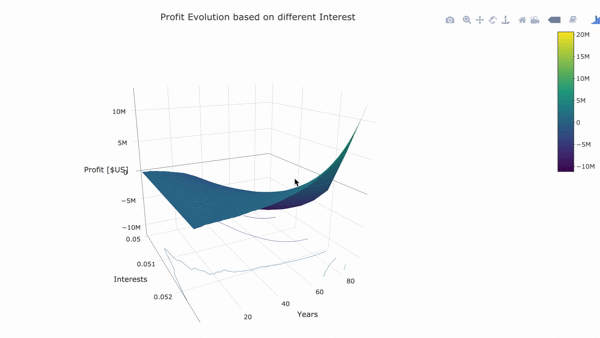 Profit Evolution based on different Interest
20M
15M
10M
5M
0
−5M
−10M
10M
5M
Profit [$US]
−5M
−10M
0.05
0.051
0.052
Interests
20
40
60
80
Years